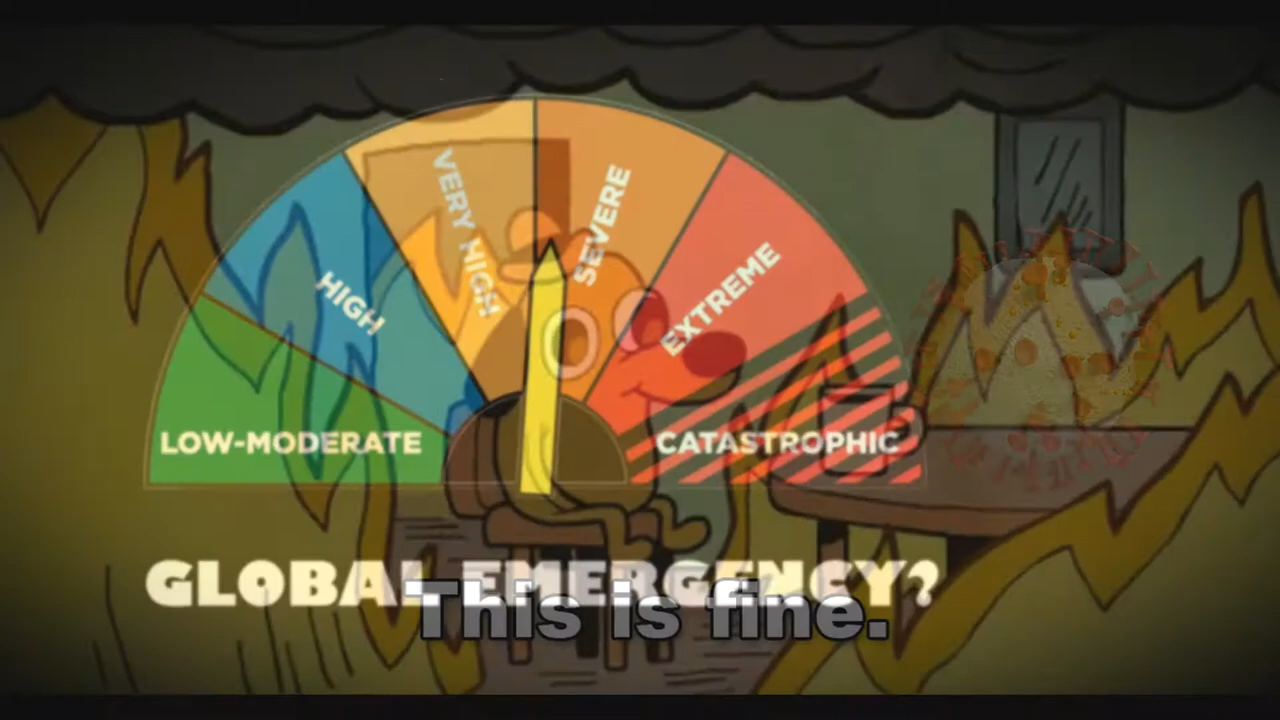 VERY HIGH
SEVERE
HIGH
EXTREME
LOW-MODERATE
CATASTROPHIC
GLOBAL EMERGENCY?
This is fine.